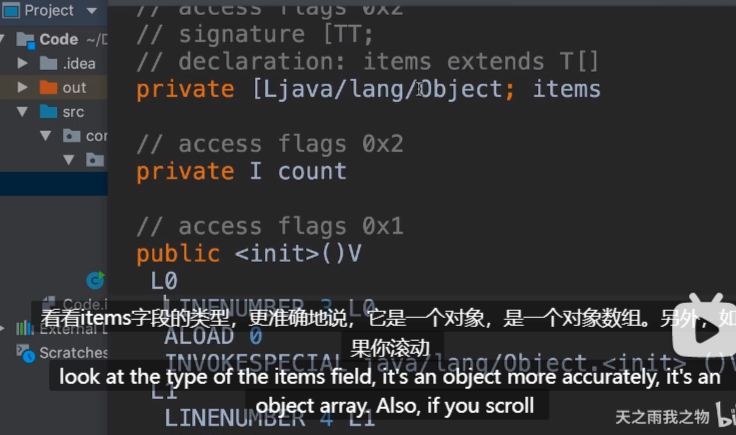 Project
Code ~/D
.idea
out
src
con
// access flags 0x2
// signature [TT;
// declaration: items extends T[]
private [Ljava/lang/Object; items
// access flags 0x2
private I count
// access flags 0x1
public <init>()V
L0
LINENUMBER 3 L0
ALOAD 0
INVOKESPECIAL java/lang/Object.<init> ()V
L1
LINENUMBER 4 L1
Code.i
External L
Scratches
看看items字段的类型，更准确地说，它是一个对象，是一个对象数组。另外，如
果你滚动
look at the type of the items field, it's an object more accurately, it's an
object array. Also, if you scroll
天之雨我之物